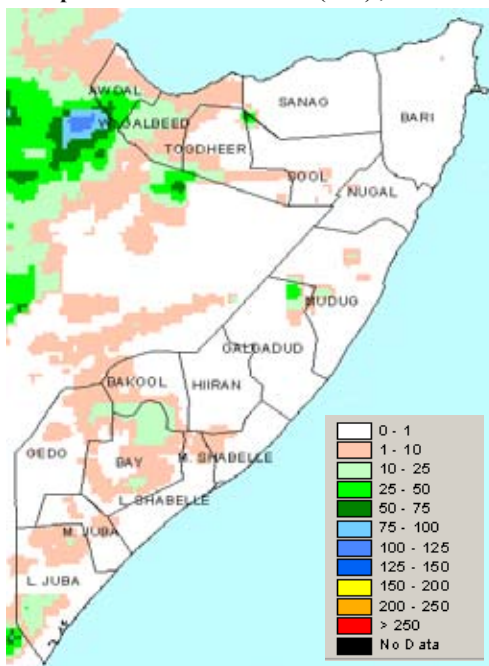 AWDAL
SANAG
BARI
W. GALBEED
TOGDHEER
SOOL
NUGAL
MUDUG
GALGADUD
BAKOOL
HIIRAN
GEDO
BAY
M. SHABELLE
L. SHABELLE
M. JUBA
L. JUBA
0 - 1
1 - 10
10 - 25
25 - 50
50 - 75
75 - 100
100 - 125
125 - 150
150 - 200
200 - 250
> 250
No Data